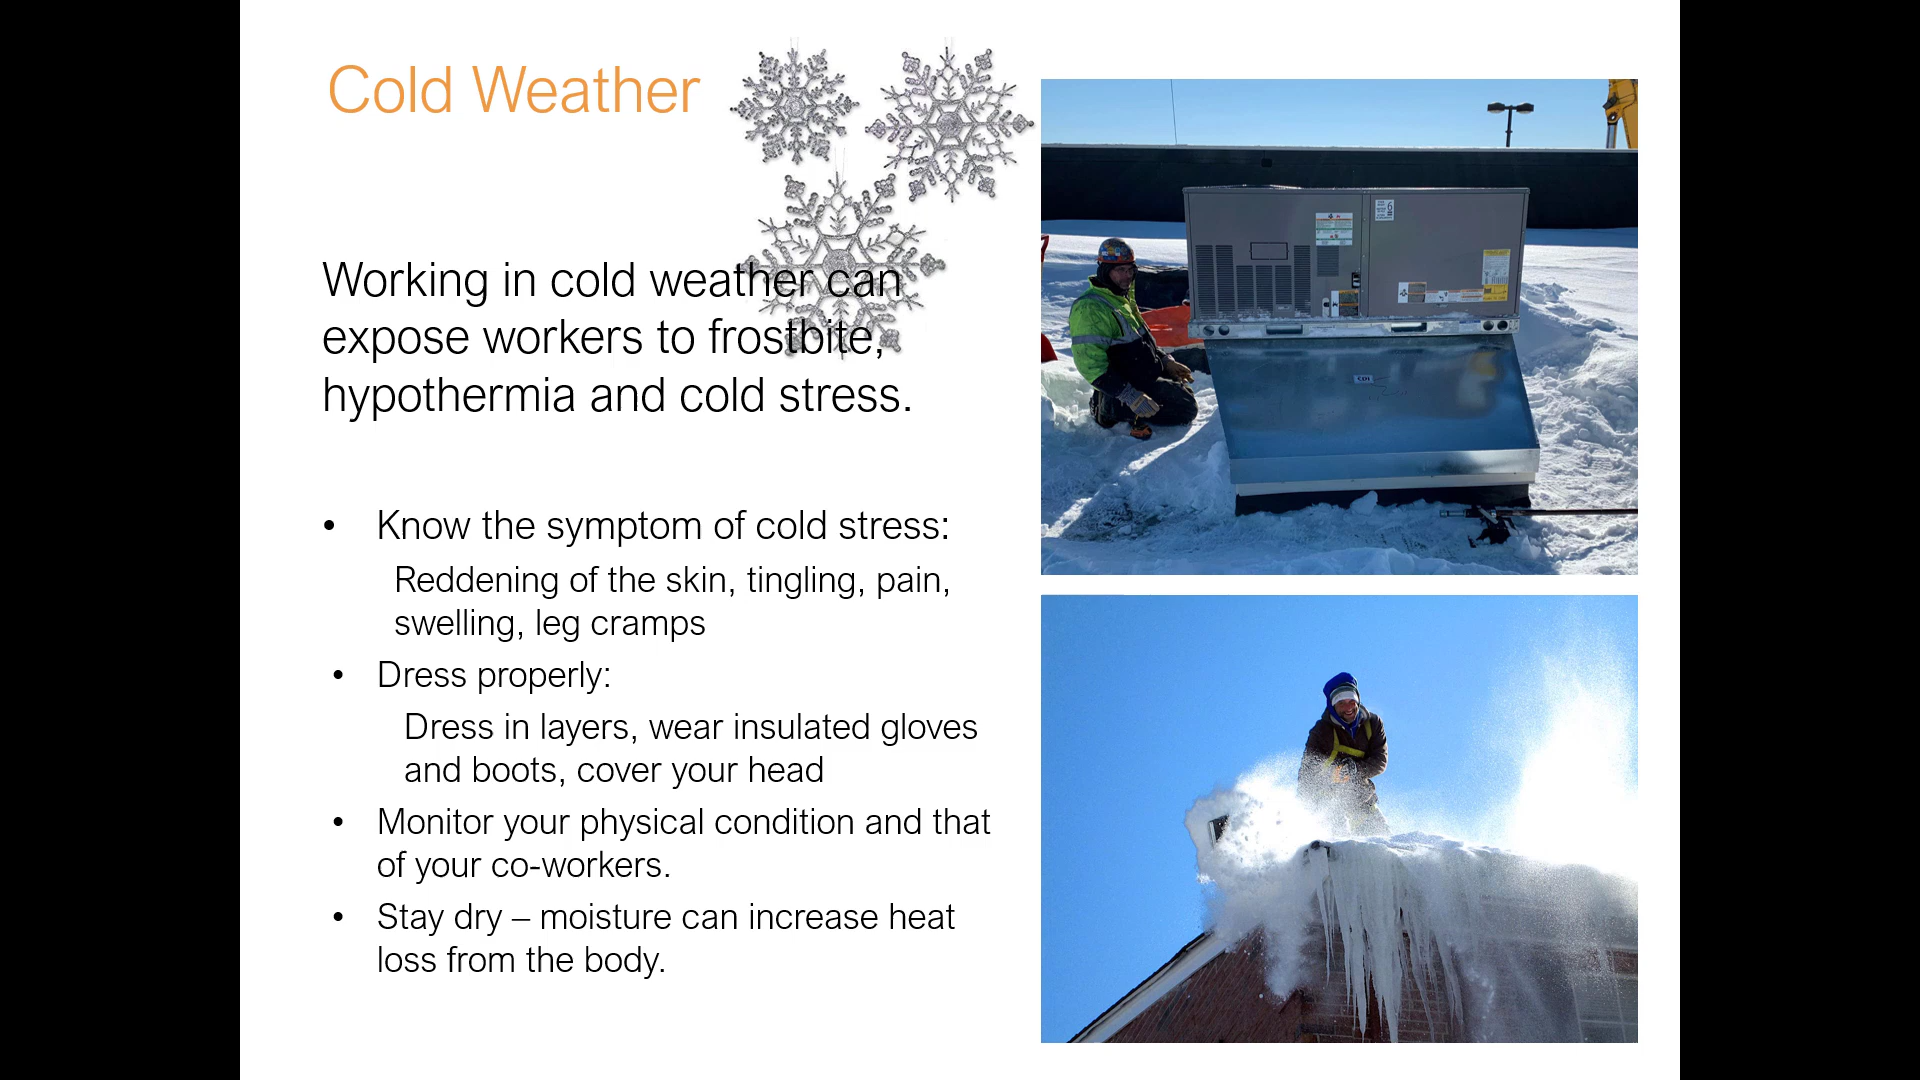 Cold Weather
Working in cold weather can
expose workers to frostbite,
hypothermia and cold stress.
• Know the symptom of cold stress:
Reddening of the skin, tingling, pain,
swelling, leg cramps
• Dress properly:
Dress in layers, wear insulated gloves
and boots, cover your head
• Monitor your physical condition and that
of your co-workers.
• Stay dry – moisture can increase heat
loss from the body.
6